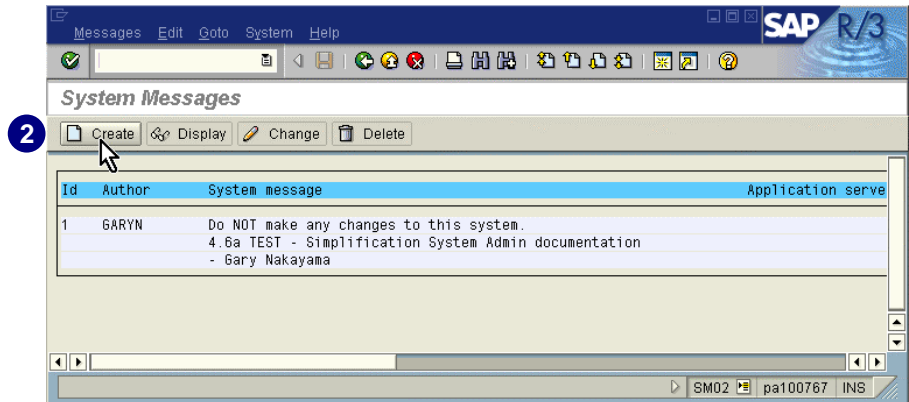 Messages Edit Goto System Help
SAP R/3
System Messages
2
Create Display Change Delete
Id Author System message Application serve
1 GARYN Do NOT make any changes to this system.
4.6a TEST - Simplification System Admin documentation
- Gary Nakayama
SM02 pa100767 INS